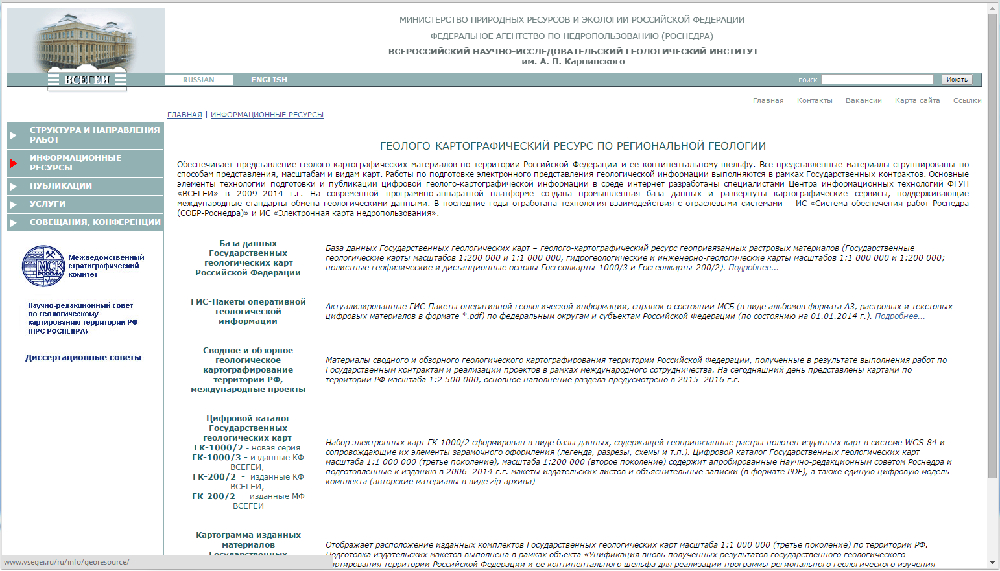 МИНИСТЕРСТВО ПРИРОДНЫХ РЕСУРСОВ И ЭКОЛОГИИ РОССИЙСКОЙ ФЕДЕРАЦИИ
ФЕДЕРАЛЬНОЕ АГЕНТСТВО ПО НЕДРОПОЛЬЗОВАНИЮ (РОСНЕДРА)
ВСЕРОССИЙСКИЙ НАУЧНО-ИССЛЕДОВАТЕЛЬСКИЙ ГЕОЛОГИЧЕСКИЙ ИНСТИТУТ
им. А. П. Карпинского
ВСЕГЕИ
RUSSIAN
ENGLISH
поиск
Искать
Главная Контакты Вакансии Карта сайта Ссылки
ГЛАВНАЯ | ИНФОРМАЦИОННЫЕ РЕСУРСЫ
СТРУКТУРА И НАПРАВЛЕНИЯ
РАБОТ
ИНФОРМАЦИОННЫЕ
РЕСУРСЫ
ПУБЛИКАЦИИ
УСЛУГИ
СОВЕЩАНИЯ, КОНФЕРЕНЦИИ
МСК
РОССИИ
Межведомственный
стратиграфический
комитет
Научно-редакционный совет
по геологическому
картированию территории РФ
(НРС РОСНЕДРА)
Диссертационные советы
ГЕОЛОГО-КАРТОГРАФИЧЕСКИЙ РЕСУРС ПО РЕГИОНАЛЬНОЙ ГЕОЛОГИИ
Обеспечивает представление геолого-картографических материалов по территории Российской Федерации и ее континентальному шельфу. Все представленные материалы сгруппированы по
способам представления, масштабам и видам карт. Работы по подготовке электронного представления геологической информации выполняются в рамках Государственных контрактов. Основные
элементы технологии подготовки и публикации цифровой геолого-картографической информации в среде интернет разработаны специалистами Центра информационных технологий ФГУП
«ВСЕГЕИ» в 2009–2014 г.г. На современной программно-аппаратной платформе создана промышленная база данных и развернуты картографические сервисы, поддерживающие
международные стандарты обмена геологическими данными. В последние годы отработана технология взаимодействия с отраслевыми системами – ИС «Система обеспечения работ Роснедра
(СОБР-Роснедра)» и ИС «Электронная карта недропользования».
База данных
Государственных
геологических карт
Российской Федерации
База данных Государственных геологических карт – геолого-картографический ресурс геопривязанных растровых материалов (Государственные
геологические карты масштабов 1:200 000 и 1:1 000 000, гидрогеологические и инженерно-геологические карты масштабов 1:1 000 000 и 1:200 000;
полистные геофизические и дистанционные основы Госгеолкарты-1000/3 и Госгеолкарты-200/2). Подробнее...
ГИС-Пакеты оперативной
геологической
информации
Актуализированные ГИС-Пакеты оперативной геологической информации, справок о состоянии МСБ (в виде альбомов формата А3, растровых и текстовых
цифровых материалов в формате *.pdf) по федеральным округам и субъектам Российской Федерации (по состоянию на 01.01.2014 г.). Подробнее...
Сводное и обзорное
геологическое
картографирование
территории РФ,
международные проекты
Материалы сводного и обзорного геологического картографирования территории Российской Федерации, полученные в результате выполнения работ по
Государственным контрактам и реализации проектов в рамках международного сотрудничества. На сегодняшний день представлены картами по
территории РФ масштаба 1:2 500 000, основное наполнение раздела предусмотрено в 2015–2016 г.г.
Цифровой каталог
Государственных
геологических карт
ГК-1000/2 - новая серия
ГК-1000/3 - изданные КФ
ВСЕГЕИ,
ГК-200/2 - изданные КФ
ВСЕГЕИ,
ГК-200/2 - изданные МФ
ВСЕГЕИ
Набор электронных карт ГК-1000/2 сформирован в виде базы данных, содержащей геопривязанные растры полотен изданных карт в системе WGS-84 и
сопровождающие их элементы зарамочного оформления (легенда, разрезы, схемы и т.п.). Цифровой каталог Государственных геологических карт
масштаба 1:1 000 000 (третье поколение), масштаба 1:200 000 (второе поколение) содержит апробированные Научно-редакционным советом Роснедра и
подготовленные к изданию в 2006–2014 г.г. макеты издательских листов и объяснительные записки (в формате PDF), а также единую цифровую модель
комплекта (авторские материалы в виде zip-архива)
Картограмма изданных
материалов
Государственных
Отображает расположение изданных комплектов Государственных геологических карт масштаба 1:1 000 000 (третье поколение) по территории РФ.
Подготовка издательских макетов выполнена в рамках объекта «Унификация вновь полученных результатов государственного геологического
картирования территории Российской Федерации и ее континентального шельфа для реализации программы регионального геологического изучения
www.vsegei.ru/ru/info/georesource/